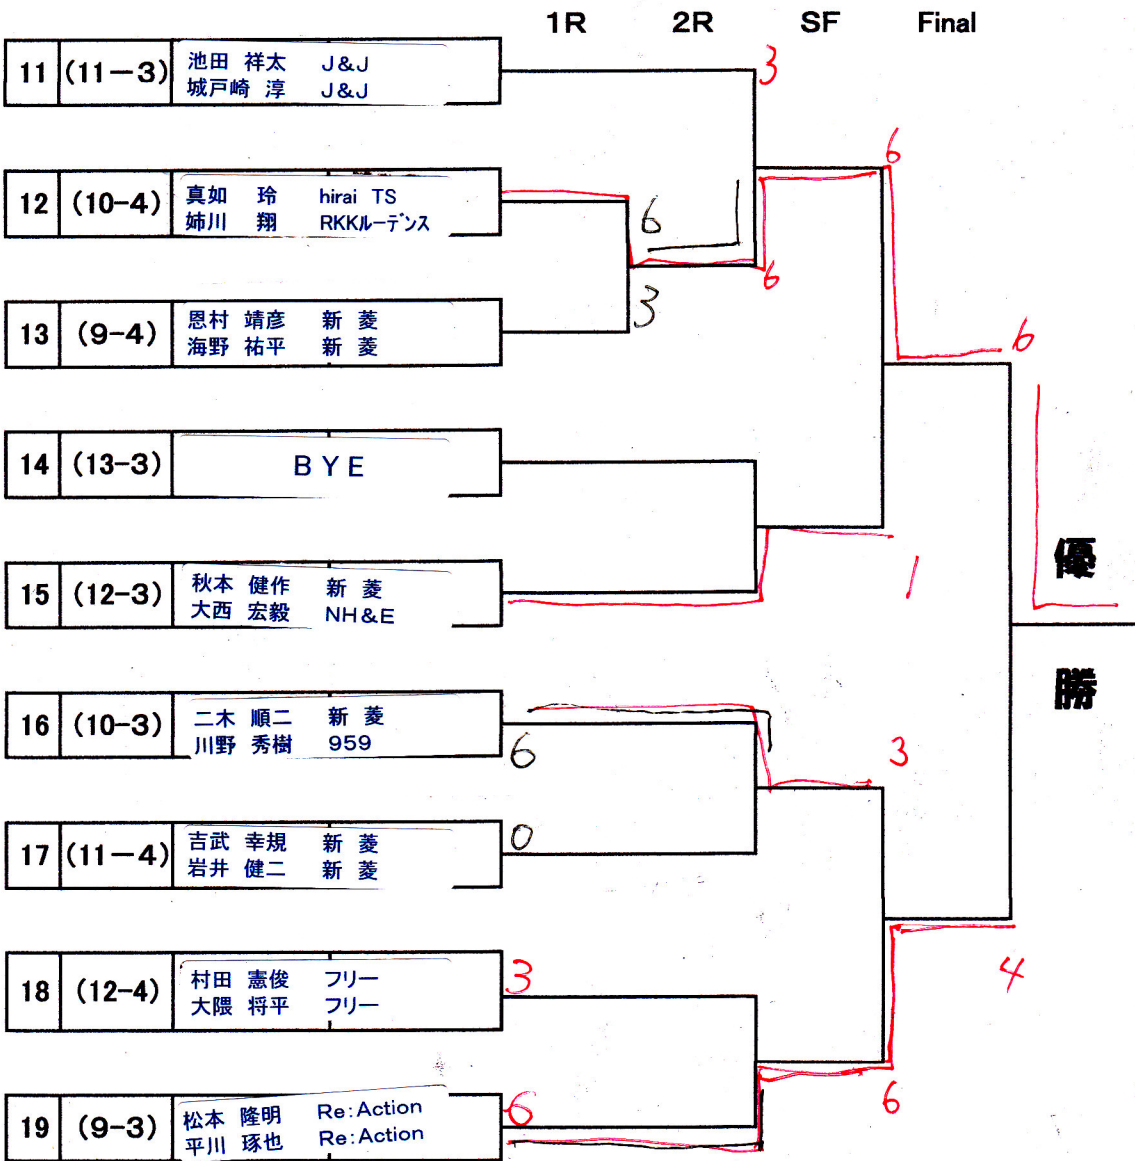 1R 2R SF Final
11 (11-3) 池田 祥太 J&J
城戸崎 淳 J&J
3
6
12 (10-4) 真如 玲 hirai TS
姉川 翔 RKKルーデンス
6
6
3
13 (9-4) 恩村 靖彦 新 菱
海野 祐平 新 菱
6
14 (13-3) BYE
15 (12-3) 秋本 健作 新 菱
大西 宏毅 NH&E
1
優
勝
16 (10-3) 二木 順二 新 菱
川野 秀樹 959
6
3
17 (11-4) 吉武 幸規 新 菱
岩井 健二 新 菱
0
18 (12-4) 村田 憲俊 フリー
大隈 将平 フリー
3
4
19 (9-3) 松本 隆明 Re:Action
平川 琢也 Re:Action
6
6